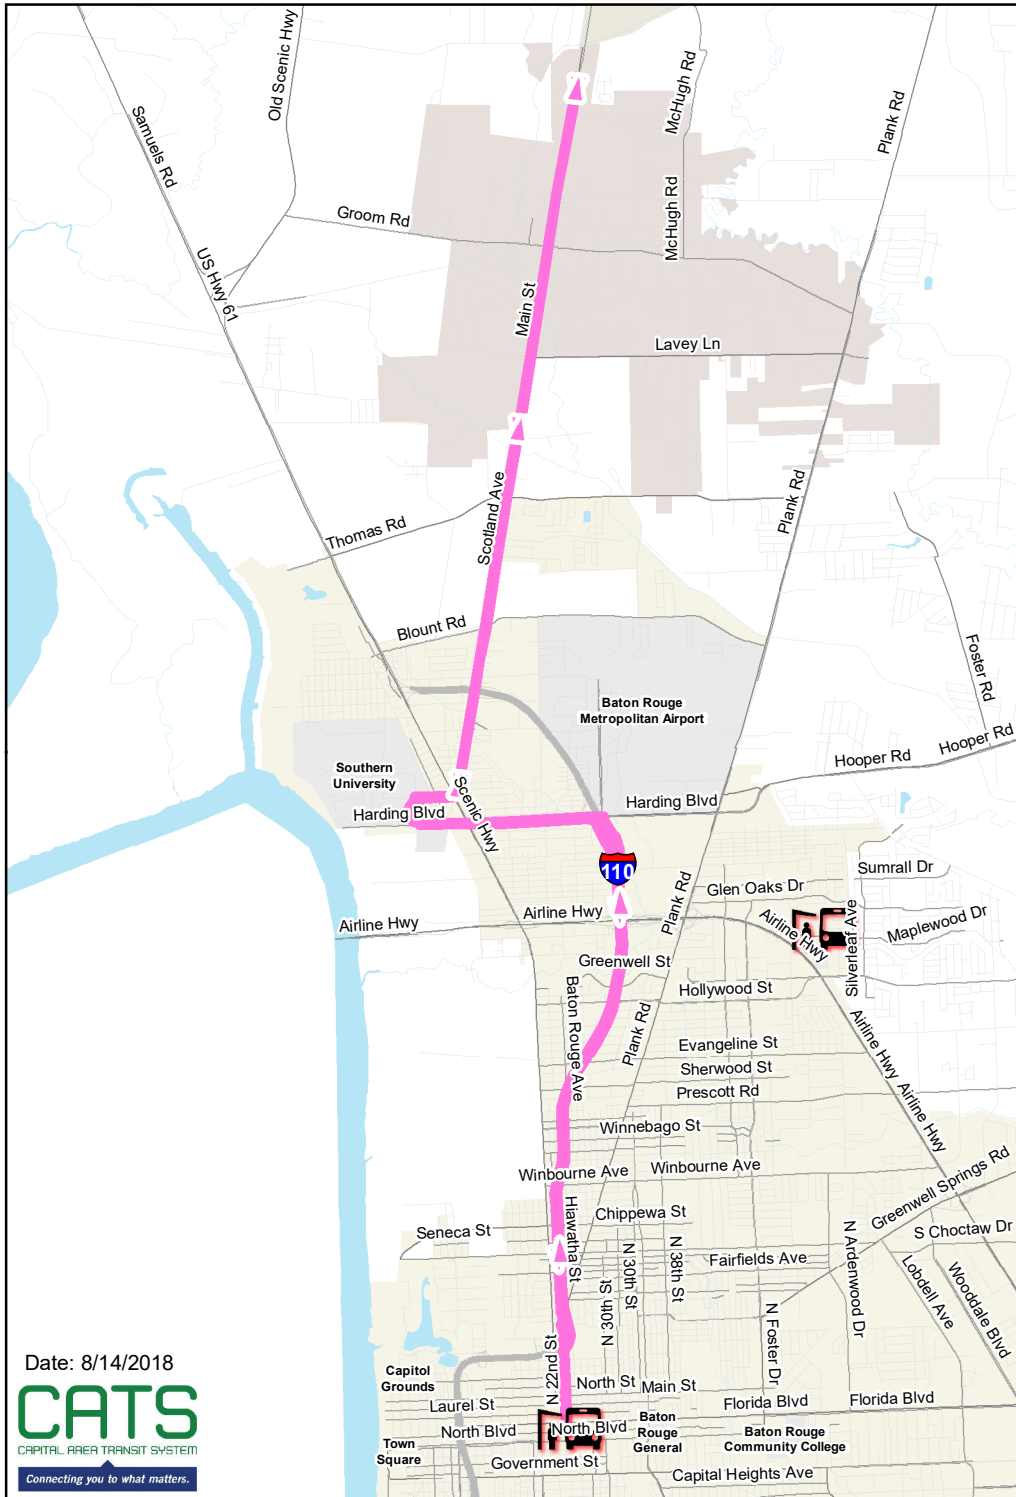 Old Scenic Hwy
McHugh Rd
Plank Rd
Samuels Rd
McHugh Rd
Groom Rd
US Hwy 61
Main St
Lavey Ln
Scotland Ave
Plank Rd
Thomas Rd
Blount Rd
Foster Rd
Baton Rouge
Metropolitan Airport
Hooper Rd
Hooper Rd
Southern
University
Scenic Hwy
Harding Blvd
Harding Blvd
110
Sumrall Dr
Glen Oaks Dr
Plank Rd
Airline Hwy
Airline Hwy
Airline Hwy
Silverleaf Ave
Maplewood Dr
Greenwell St
Hollywood St
Baton Rouge Ave
Plank Rd
Airline Hwy
Airline Hwy
Evangeline St
Sherwood St
Prescott Rd
Winnebago St
Winbourne Ave
Winbourne Ave
Greenwell Springs Rd
Hiawatha St
Chippewa St
Seneca St
N 30th St
N 38th St
Fairfields Ave
N Ardenwood Dr
S Choctaw Dr
Lobdell Ave
Wooddale Blvd
N 30th St
N
N Foster Dr
N 22nd St
Date: 8/14/2018
Capitol
Grounds
North St
Main St
Laurel St
Florida Blvd
Florida Blvd
North Blvd
North Blvd
Baton
Rouge
General
Baton Rouge
Community College
Town
Square
Government St
Capital Heights Ave
CATS
CAPITAL AREA TRANSIT SYSTEM
Connecting you to what matters.